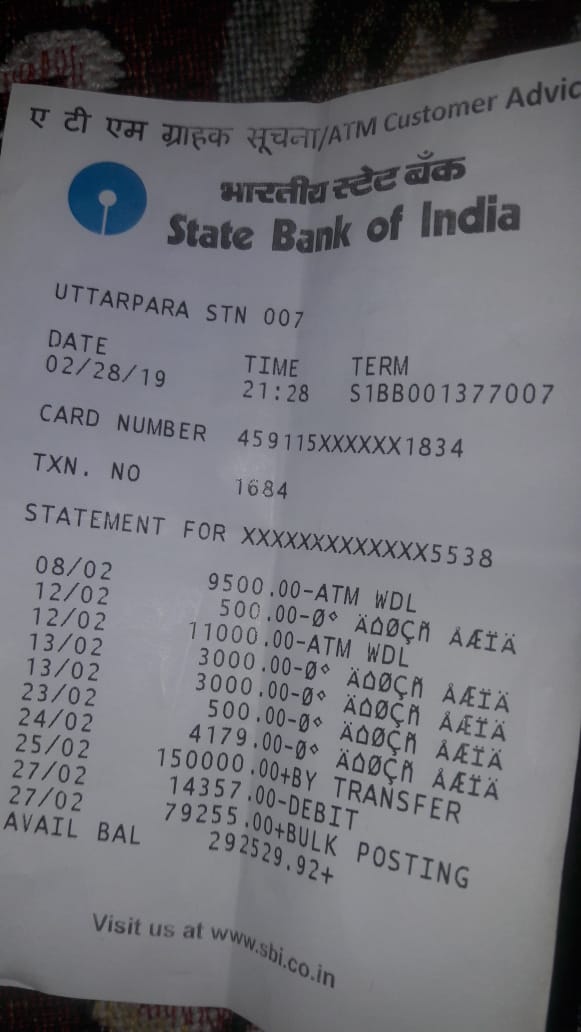 ए टी एम ग्राहक सूचना/ATM Customer Advic
भारतीय स्टेट बैंक
State Bank of India
UTTARPARA STN 007
DATE TIME TERM
02/28/19 21:28 S1BB001377007
CARD NUMBER 459115XXXXXX1834
TXN. NO 1684
STATEMENT FOR XXXXXXXXXXXXX5538
08/02 9500.00-ATM WDL
12/02 500.00-Ø° Ä⌂ØÇÑ ÅÆÏÄ
12/02 11000.00-ATM WDL
13/02 3000.00-Ø° Ä⌂ØÇÑ ÅÆÏÄ
13/02 3000.00-Ø° Ä⌂ØÇÑ ÅÆÏÄ
23/02 500.00-Ø° Ä⌂ØÇÑ ÅÆÏÄ
24/02 4179.00-Ø° Ä⌂ØÇÑ ÅÆÏÄ
25/02 150000.00+BY TRANSFER
27/02 14357.00-DEBIT
27/02 79255.00+BULK POSTING
AVAIL BAL 292529.92+
Visit us at www.sbi.co.in